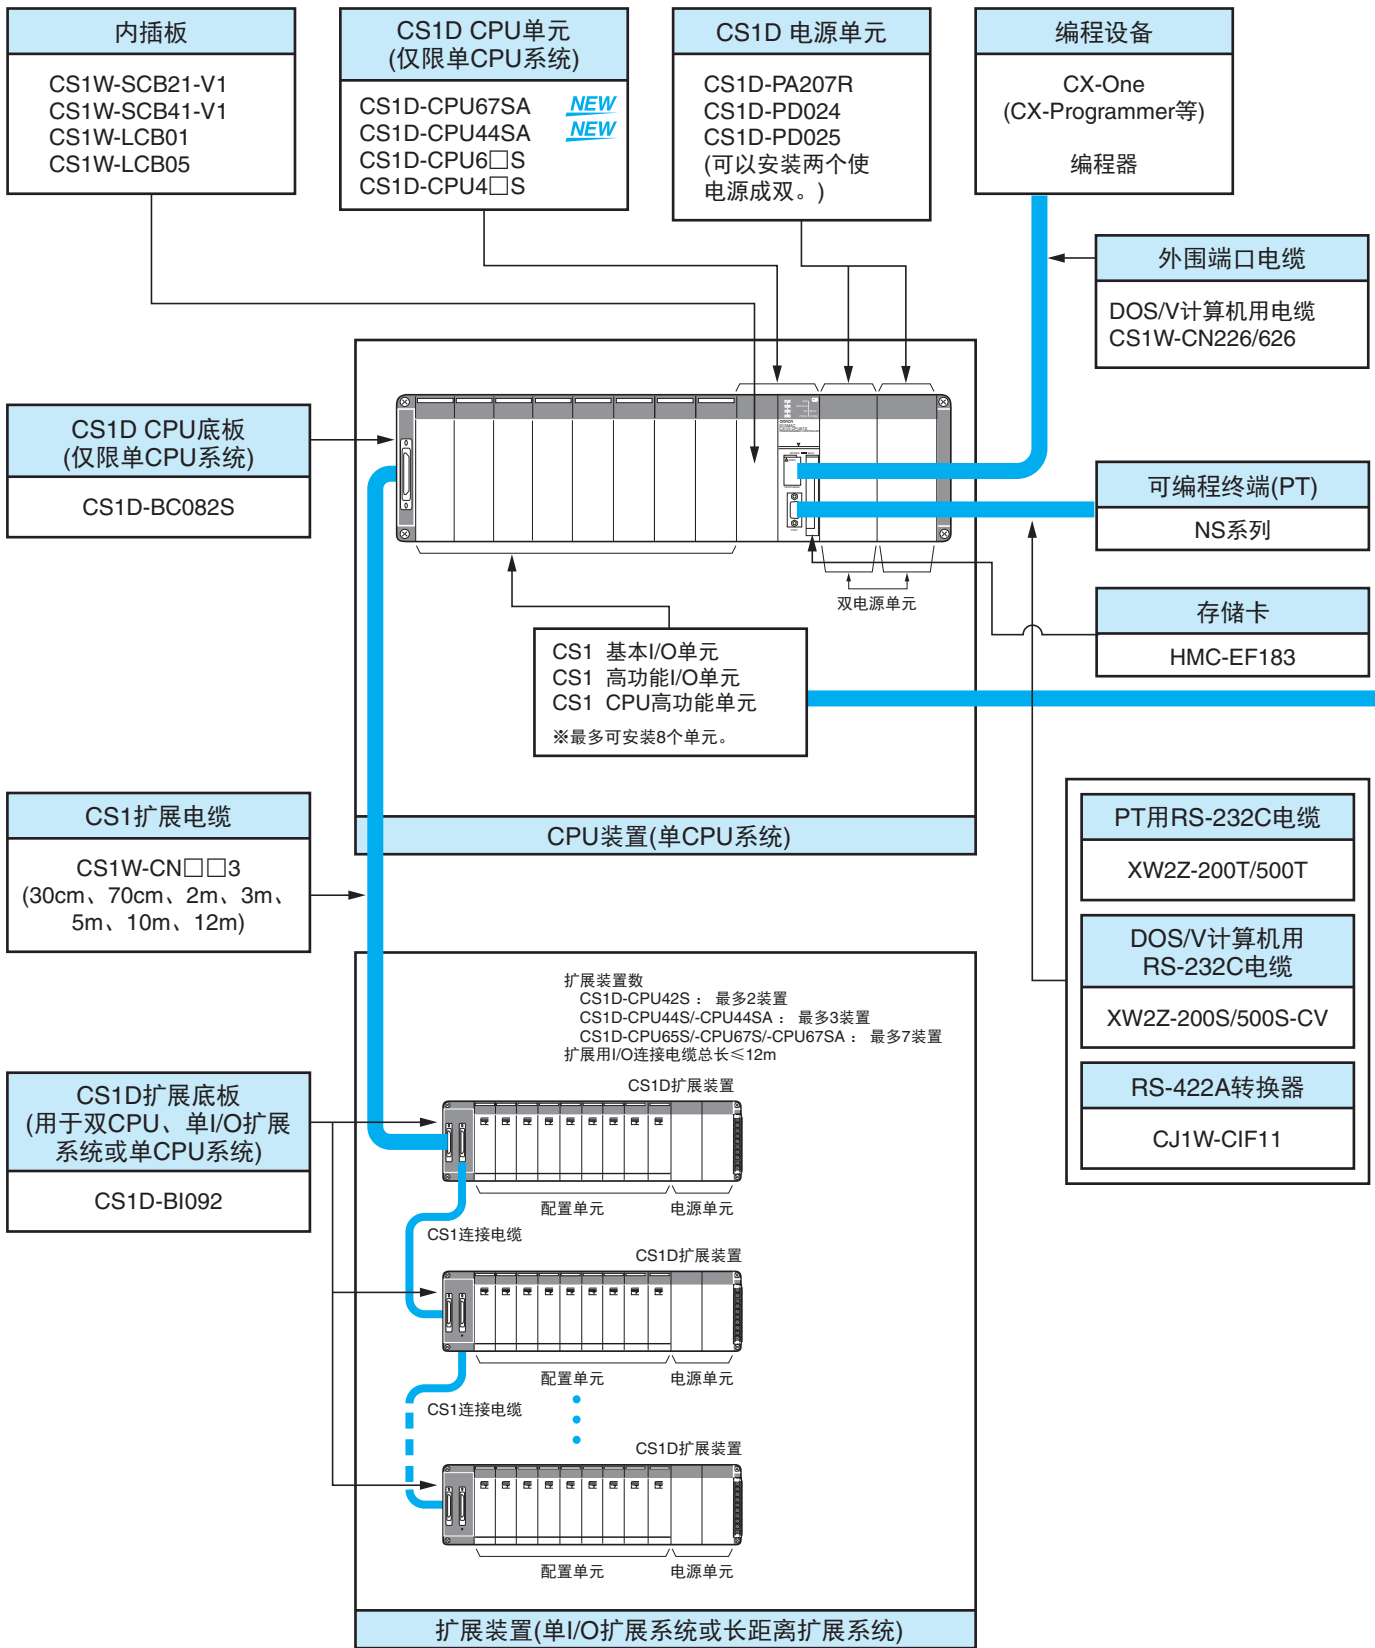 内插板
CS1W-SCB21-V1
CS1W-SCB41-V1
CS1W-LCB01
CS1W-LCB05
CS1D CPU单元
(仅限单CPU系统)
CS1D-CPU67SA NEW
CS1D-CPU44SA NEW
CS1D-CPU6□S
CS1D-CPU4□S
CS1D 电源单元
CS1D-PA207R
CS1D-PD024
CS1D-PD025
(可以安装两个使
电源成双。)
编程设备
CX-One
(CX-Programmer等)
编程器
外围端口电缆
DOS/V计算机用电缆
CS1W-CN226/626
CS1D CPU底板
(仅限单CPU系统)
CS1D-BC082S
可编程终端(PT)
NS系列
双电源单元
存储卡
HMC-EF183
CS1 基本I/O单元
CS1 高功能I/O单元
CS1 CPU高功能单元
※最多可安装8个单元。
CPU装置(单CPU系统)
CS1扩展电缆
CS1W-CN□□3
(30cm、70cm、2m、3m、
5m、10m、12m)
PT用RS-232C电缆
XW2Z-200T/500T
DOS/V计算机用
RS-232C电缆
XW2Z-200S/500S-CV
RS-422A转换器
CJ1W-CIF11
扩展装置数
CS1D-CPU42S： 最多2装置
CS1D-CPU44S/-CPU44SA： 最多3装置
CS1D-CPU65S/-CPU67S/-CPU67SA： 最多7装置
扩展用I/O连接电缆总长≤12m
CS1D扩展底板
(用于双CPU、单I/O扩展
系统或单CPU系统)
CS1D-BI092
CS1D扩展装置
配置单元 电源单元
CS1连接电缆
CS1D扩展装置
配置单元 电源单元
CS1连接电缆
CS1D扩展装置
配置单元 电源单元
扩展装置(单I/O扩展系统或长距离扩展系统)